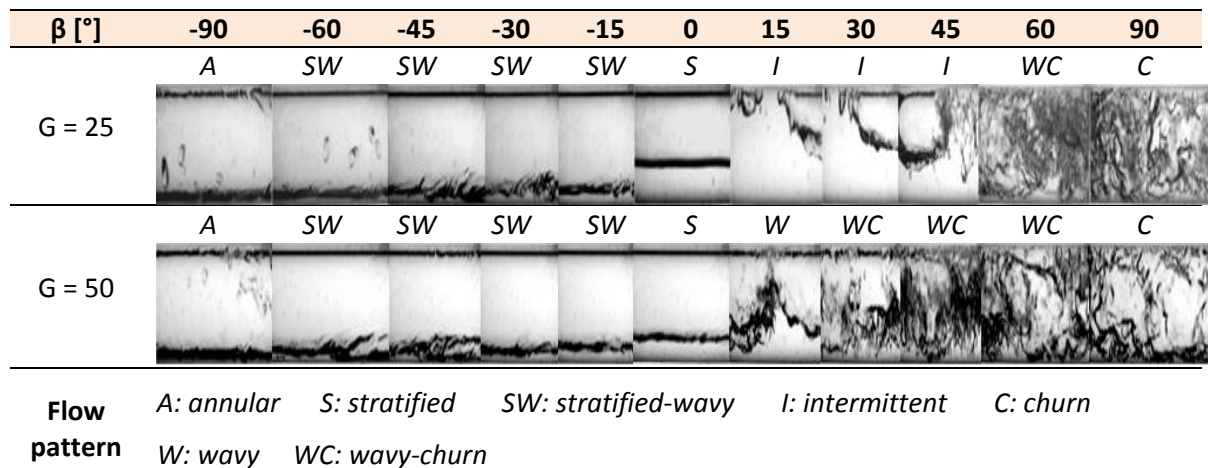 β [°] -90 -60 -45 -30 -15 0 15 30 45 60 90
A SW SW SW SW S I I I WC C
G = 25
A SW SW SW SW S W WC WC WC C
G = 50
Flow pattern
A: annular S: stratified SW: stratified-wavy I: intermittent C: churn
W: wavy WC: wavy-churn